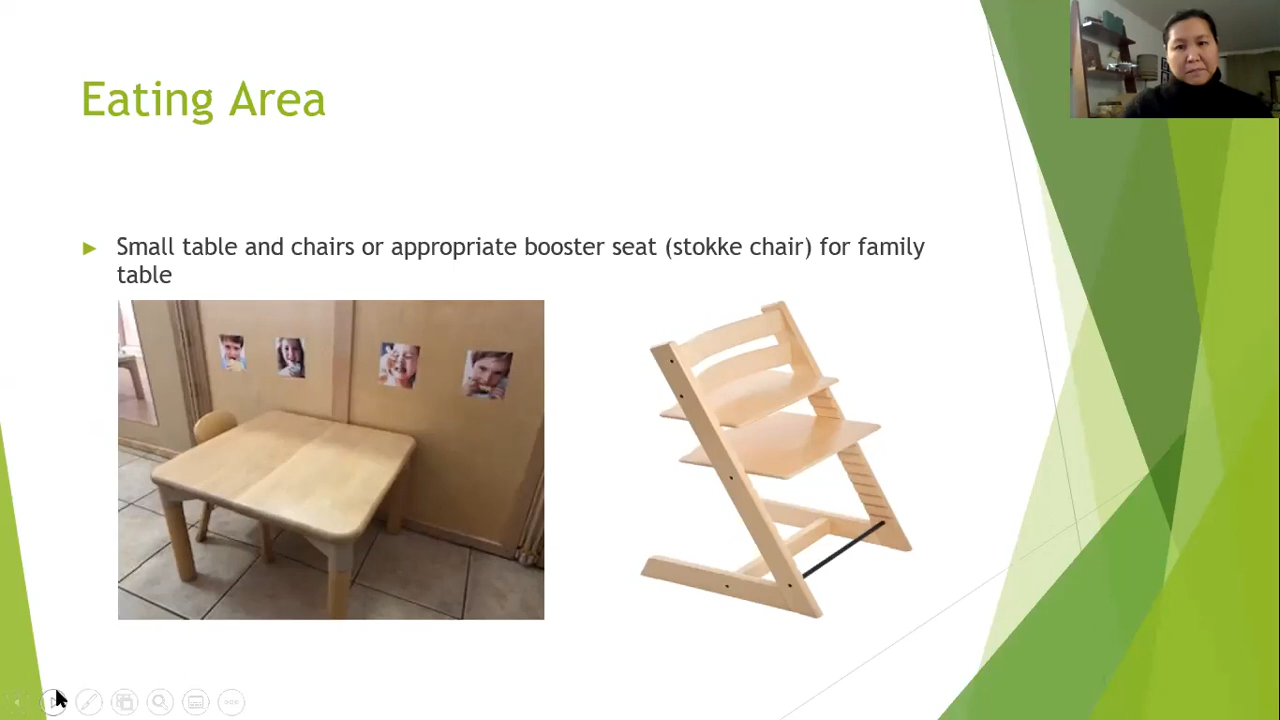 Eating Area
Small table and chairs or appropriate booster seat (stokke chair) for family
table